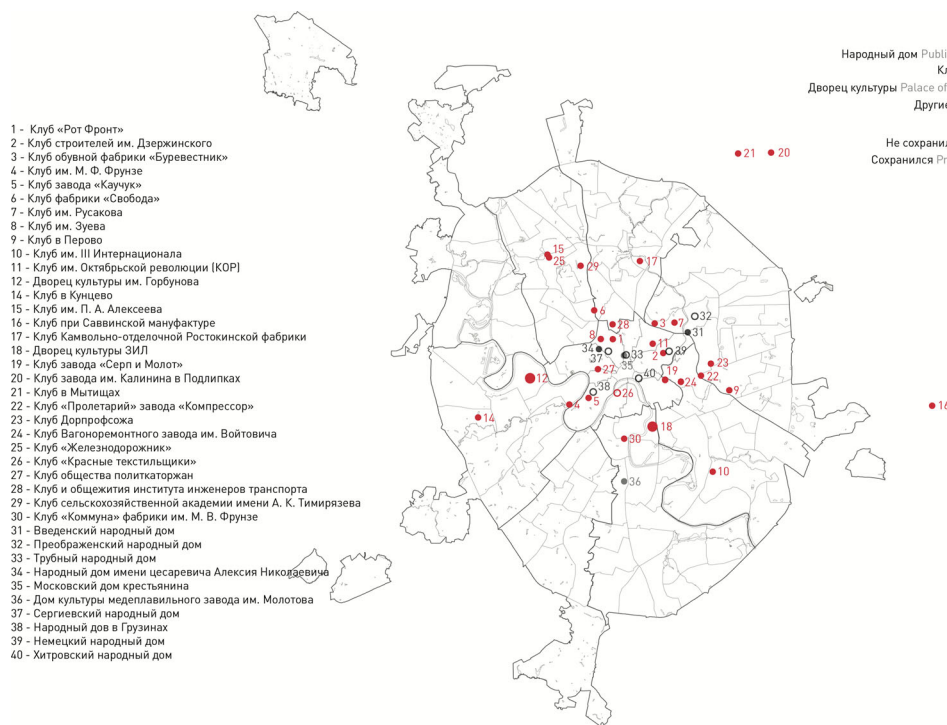 Народный дом Publi
Кл
Дворец культуры Palace of
Другие
Не сохранил
Сохранился Pr
1 - Клуб «Рот Фронт»
2 - Клуб строителей им. Дзержинского
3 - Клуб обувной фабрики «Буревестник»
4 - Клуб им. М. Ф. Фрунзе
5 - Клуб завода «Каучук»
6 - Клуб фабрики «Свобода»
7 - Клуб им. Русакова
8 - Клуб им. Зуева
9 - Клуб в Перово
10 - Клуб им. III Интернационала
11 - Клуб им. Октябрьской революции (КОР)
12 - Дворец культуры им. Горбунова
14 - Клуб в Кунцево
15 - Клуб им. П. А. Алексеева
16 - Клуб при Саввинской мануфактуре
17 - Клуб Камвольно-отделочной Ростокинской фабрики
18 - Дворец культуры ЗИЛ
19 - Клуб завода «Серп и Молот»
20 - Клуб завода им. Калинина в Подлипках
21 - Клуб в Мытищах
22 - Клуб «Пролетарий» завода «Компрессор»
23 - Клуб Дорпрофсожа
24 - Клуб Вагоноремонтного завода им. Войтовича
25 - Клуб «Железнодорожник»
26 - Клуб «Красные текстильщики»
27 - Клуб общества политкаторжан
28 - Клуб и общежития института инженеров транспорта
29 - Клуб сельскохозяйственной академии имени А. К. Тимирязева
30 - Клуб «Коммуна» фабрики им. М. В. Фрунзе
31 - Введенский народный дом
32 - Преображенский народный дом
33 - Трубный народный дом
34 - Народный дом имени цесаревича Алексия Николаевича
35 - Московский дом крестьянина
36 - Дом культуры медеплавильного завода им. Молотова
37 - Сергиевский народный дом
38 - Народный дов в Грузинах
39 - Немецкий народный дом
40 - Хитровский народный дом
21
20
15
25
29
17
6
28
3
7
32
31
8
1
11
34
37
33
35
2
39
27
40
19
24
22
23
9
12
38
5
4
26
14
16
30
18
10
36